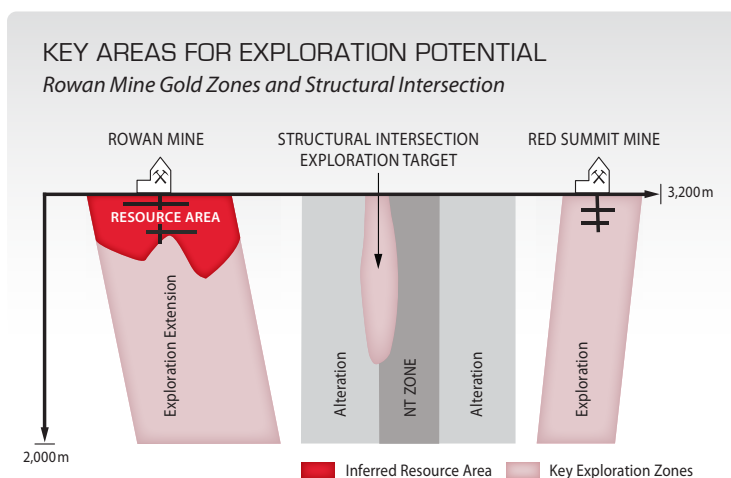 KEY AREAS FOR EXPLORATION POTENTIAL
Rowan Mine Gold Zones and Structural Intersection
ROWAN MINE
STRUCTURAL INTERSECTION
EXPLORATION TARGET
RED SUMMIT MINE
3,200m
RESOURCE AREA
Exploration Extension
Alteration
NT ZONE
Alteration
Exploration
2,000m
Inferred Resource Area
Key Exploration Zones